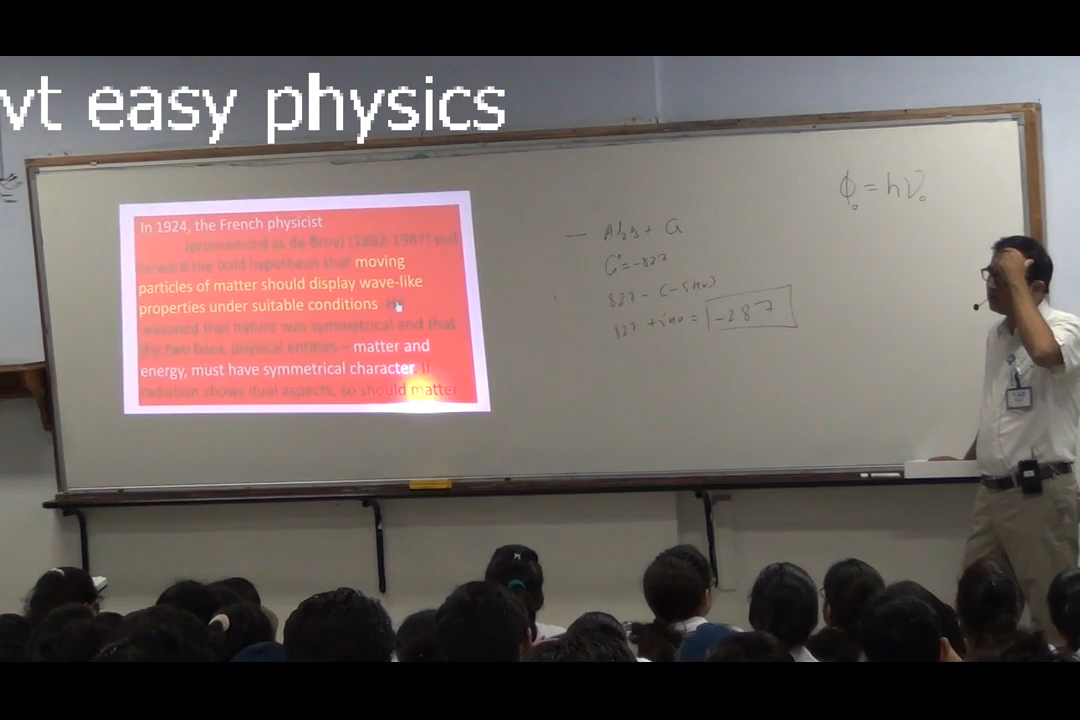 vt easy physics
In 1924, the French physicist
(pronounced as de Broy) (1892-1987) put
forward the bold hypothesis that moving
particles of matter should display wave-like
properties under suitable conditions
reasoned that nature was symmetrical and that
the two basic physical entities – matter and
energy, must have symmetrical character. If
radiation shows dual aspects, so should matter
ϕ₀ = hν₀
= -827
827 - (-540)
827 + 540 = -287